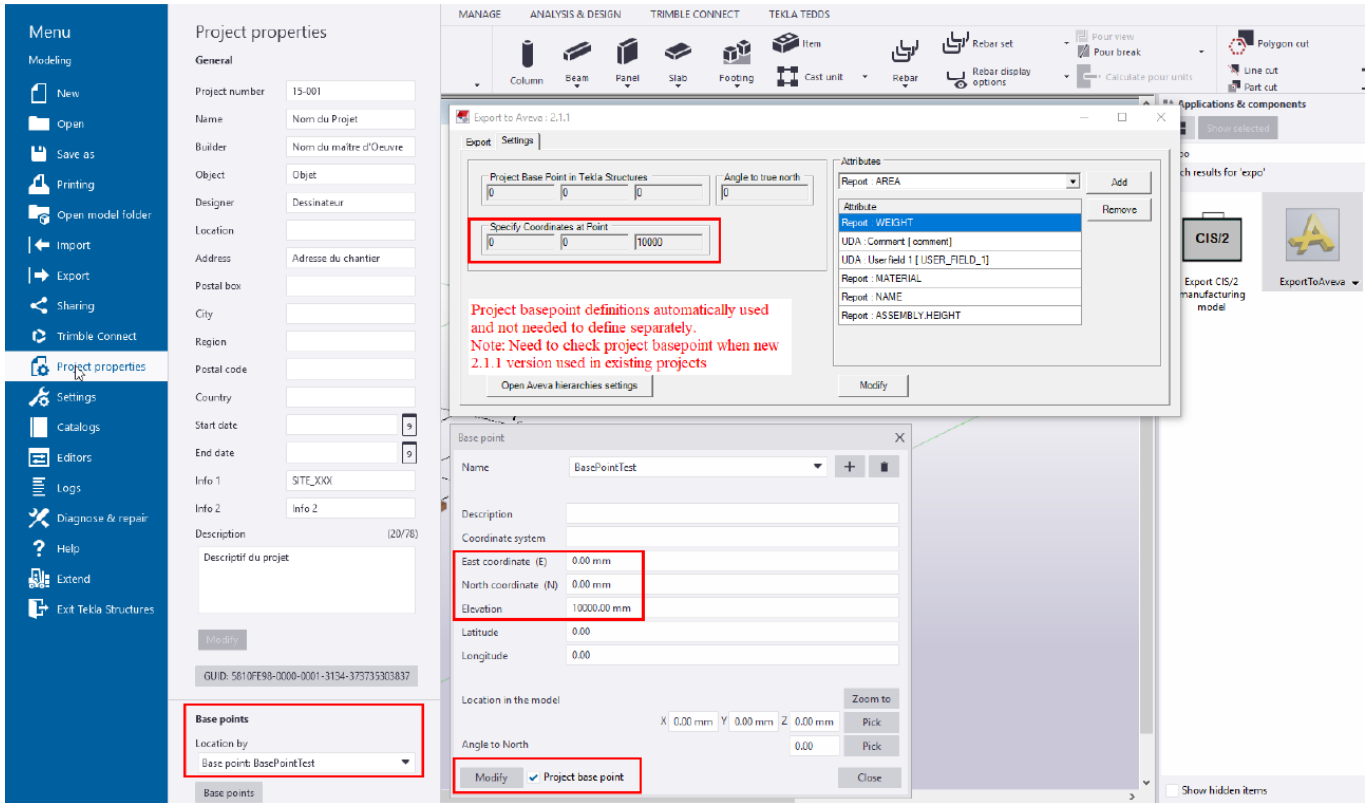 Menu
Modeling
New
Open
Save as
Printing
Open model folder
Import
Export
Sharing
Trimble Connect
Project properties
Settings
Catalogs
Editors
Logs
Diagnose & repair
Help
Extend
Exit Tekla Structures
Project properties
General
Project number 15-001
Name Nom du Projet
Builder Nom du maître d'Oeuvre
Object Objet
Designer Dessinateur
Location
Address Adresse du chantier
Postal box
City
Region
Postal code
Country
Start date 9
End date 9
Info 1 SITE_XXX
Info 2 Info 2
Description (20/78)
Descriptif du projet
Modify
GUID: 5810FE98-0000-0001-3134-373735303837
Base points
Location by
Base point: BasePointTest
Base points
MANAGE ANALYSIS & DESIGN TRIMBLE CONNECT TEKLA TEDDS
Column
Beam
Panel
Slab
Footing
Item
Cast unit
Rebar
Rebar set
Rebar display
options
Pour view
Pour break
Calculate pour units
Polygon cut
Line cut
Part cut
Export to Aveva : 2.1.1
Export Settings
Project Base Point in Tekla Structures
0 0 0
Angle to true north
0
Specify Coordinates at Point
0 0 10000
Project basepoint definitions automatically used
and not needed to define separately.
Note: Need to check project basepoint when new
2.1.1 version used in existing projects
Open Aveva hierarchies settings
Attributes
Report : AREA
Add
Attribute
Remove
Report : WEIGHT
UDA : Comment [ comment]
UDA : User field 1 [ USER_FIELD_1]
Report : MATERIAL
Report : NAME
Report : ASSEMBLY.HEIGHT
Modify
Base point
Name BasePointTest
Description
Coordinate system
East coordinate (E) 0.00 mm
North coordinate (N) 0.00 mm
Elevation 10000.00 mm
Latitude 0.00
Longitude 0.00
Location in the model Zoom to
X 0.00 mm Y 0.00 mm Z 0.00 mm Pick
Angle to North 0.00 Pick
Modify Project base point Close
Applications & components
Show selected
po
ch results for 'expo'
CIS/2
Export CIS/2
manufacturing
model
ExportToAveva
Show hidden items